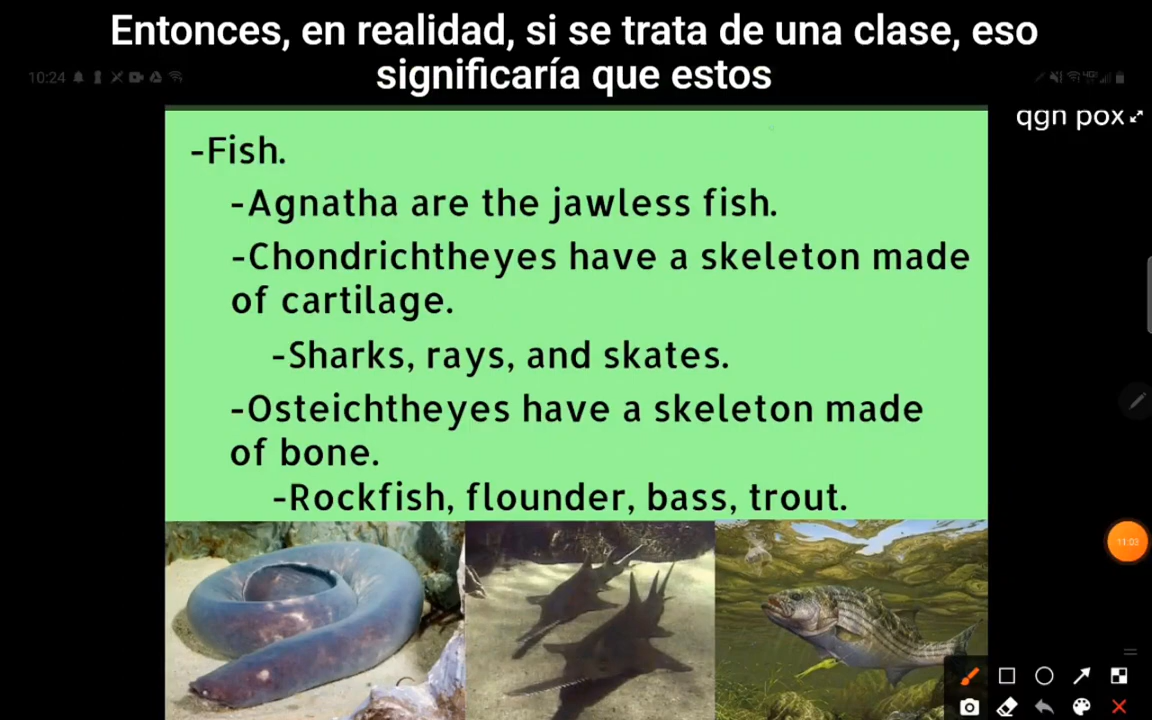 Entonces, en realidad, si se trata de una clase, eso
significaría que estos
10:24
qgn pox
-Fish.
-Agnatha are the jawless fish.
-Chondrichtheyes have a skeleton made
of cartilage.
-Sharks, rays, and skates.
-Osteichtheyes have a skeleton made
of bone.
-Rockfish, flounder, bass, trout.
11:03